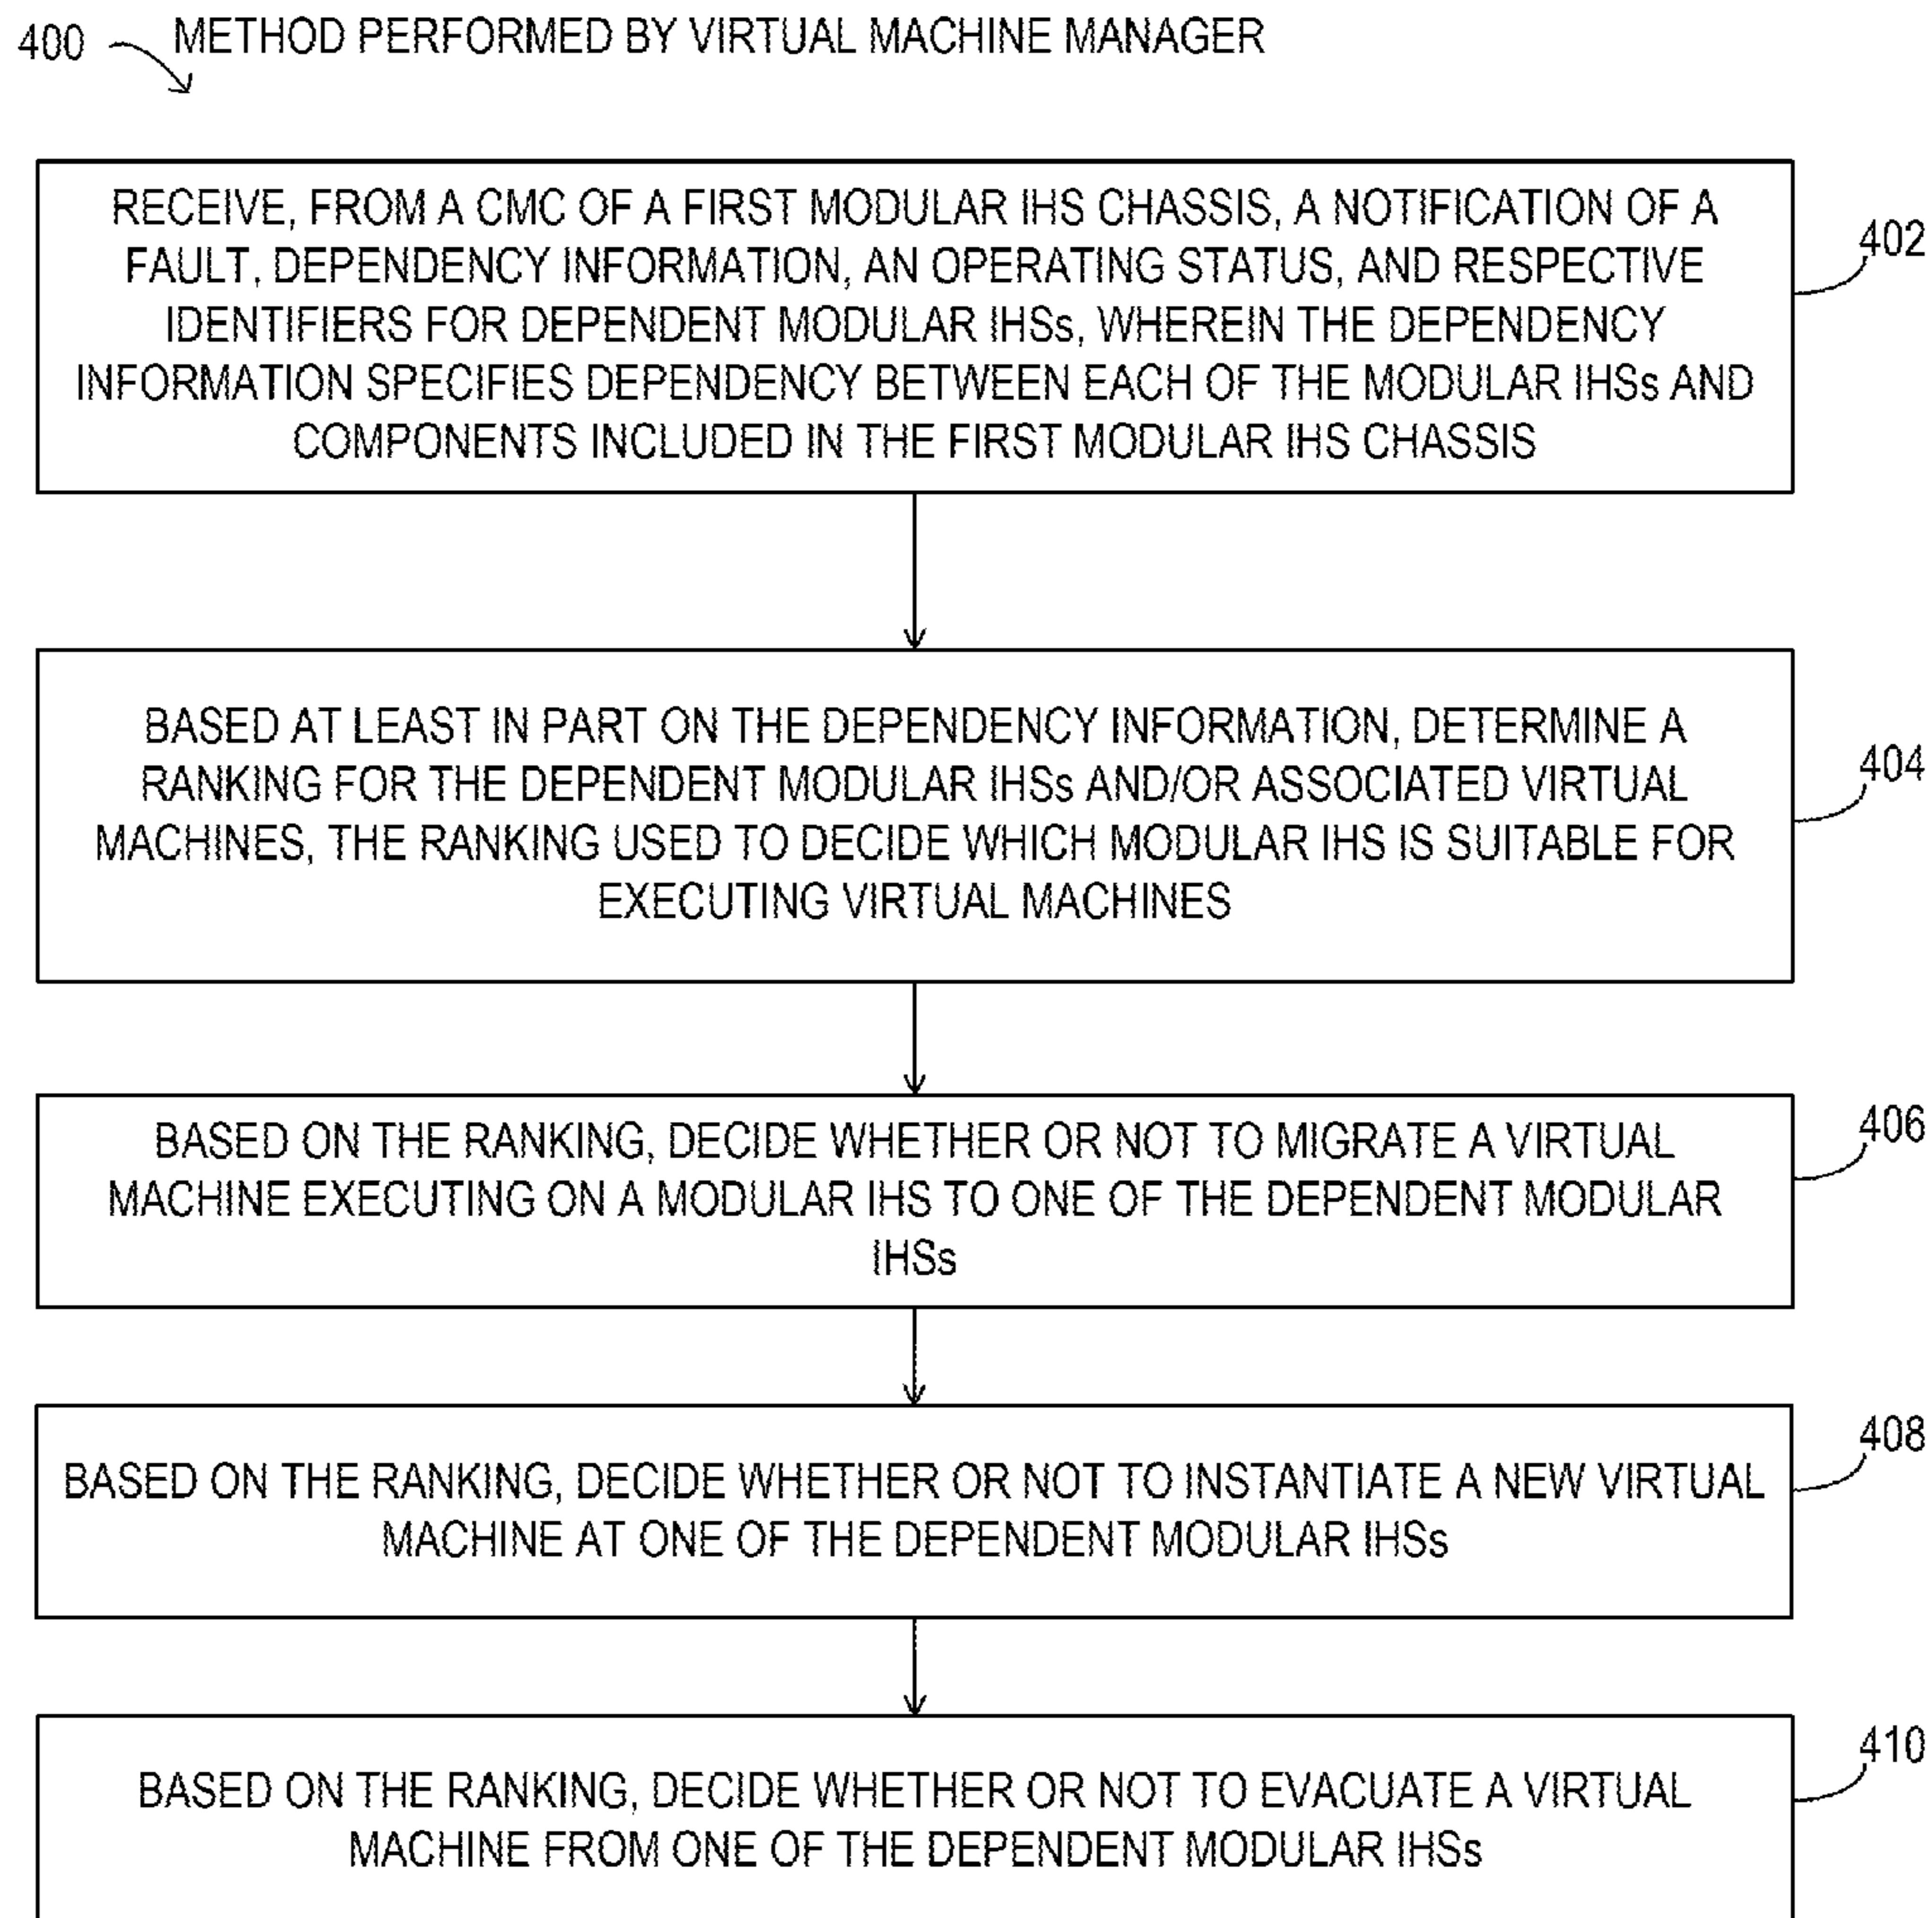 400 METHOD PERFORMED BY VIRTUAL MACHINE MANAGER
RECEIVE, FROM A CMC OF A FIRST MODULAR IHS CHASSIS, A NOTIFICATION OF A
FAULT, DEPENDENCY INFORMATION, AN OPERATING STATUS, AND RESPECTIVE
IDENTIFIERS FOR DEPENDENT MODULAR IHSs, WHEREIN THE DEPENDENCY
INFORMATION SPECIFIES DEPENDENCY BETWEEN EACH OF THE MODULAR IHSs AND
COMPONENTS INCLUDED IN THE FIRST MODULAR IHS CHASSIS
402
BASED AT LEAST IN PART ON THE DEPENDENCY INFORMATION, DETERMINE A
RANKING FOR THE DEPENDENT MODULAR IHSs AND/OR ASSOCIATED VIRTUAL
MACHINES, THE RANKING USED TO DECIDE WHICH MODULAR IHS IS SUITABLE FOR
EXECUTING VIRTUAL MACHINES
404
BASED ON THE RANKING, DECIDE WHETHER OR NOT TO MIGRATE A VIRTUAL
MACHINE EXECUTING ON A MODULAR IHS TO ONE OF THE DEPENDENT MODULAR
IHSs
406
BASED ON THE RANKING, DECIDE WHETHER OR NOT TO INSTANTIATE A NEW VIRTUAL
MACHINE AT ONE OF THE DEPENDENT MODULAR IHSs
408
BASED ON THE RANKING, DECIDE WHETHER OR NOT TO EVACUATE A VIRTUAL
MACHINE FROM ONE OF THE DEPENDENT MODULAR IHSs
410